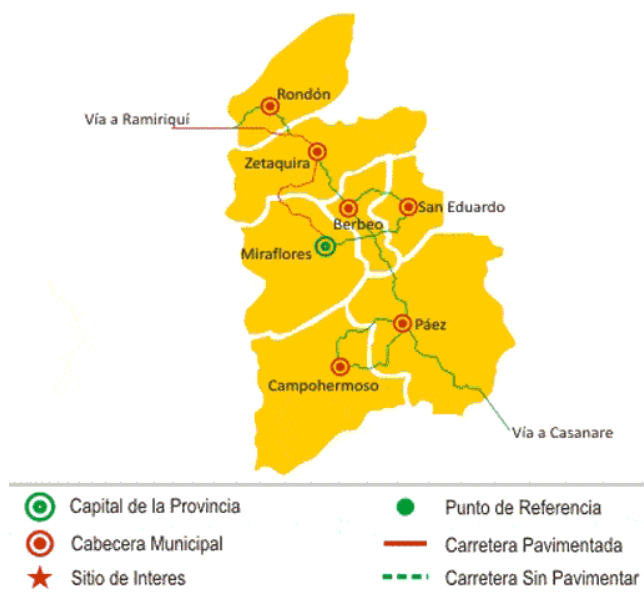 Rondón
Vía a Ramiriquí
Zetaquira
San Eduardo
Berbeo
Miraflores
Páez
Campohermoso
Vía a Casanare
Capital de la Provincia
Punto de Referencia
Cabecera Municipal
Carretera Pavimentada
Sitio de Interes
Carretera Sin Pavimentar